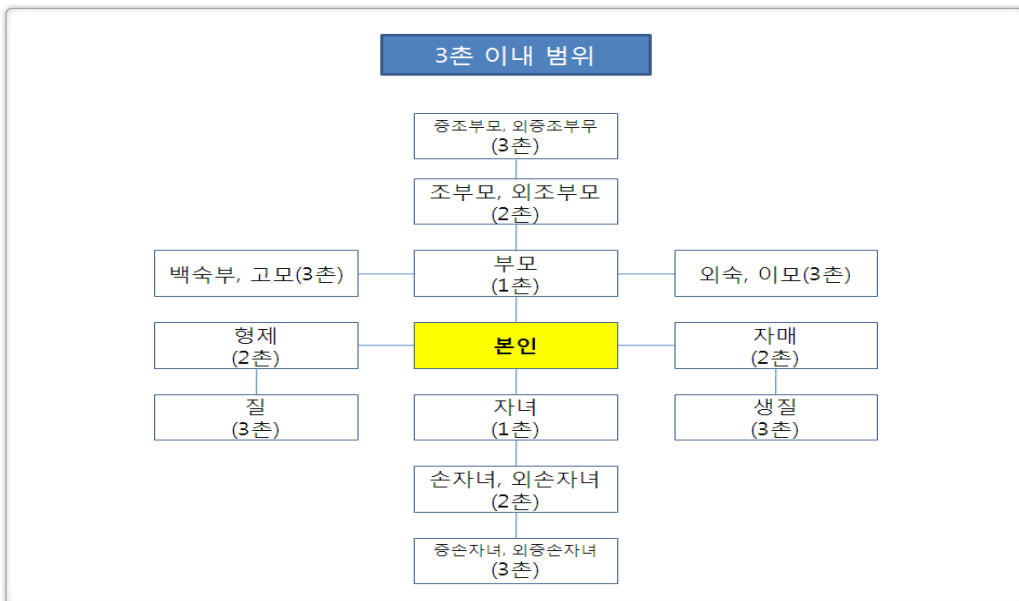 3촌 이내 범위
증조부모, 외증조부무
(3촌)
조부모, 외조부모
(2촌)
백숙부, 고모(3촌)
부모
(1촌)
외숙, 이모(3촌)
형제
(2촌)
본인
자매
(2촌)
질
(3촌)
자녀
(1촌)
생질
(3촌)
손자녀, 외손자녀
(2촌)
증손자녀, 외증손자녀
(3촌)